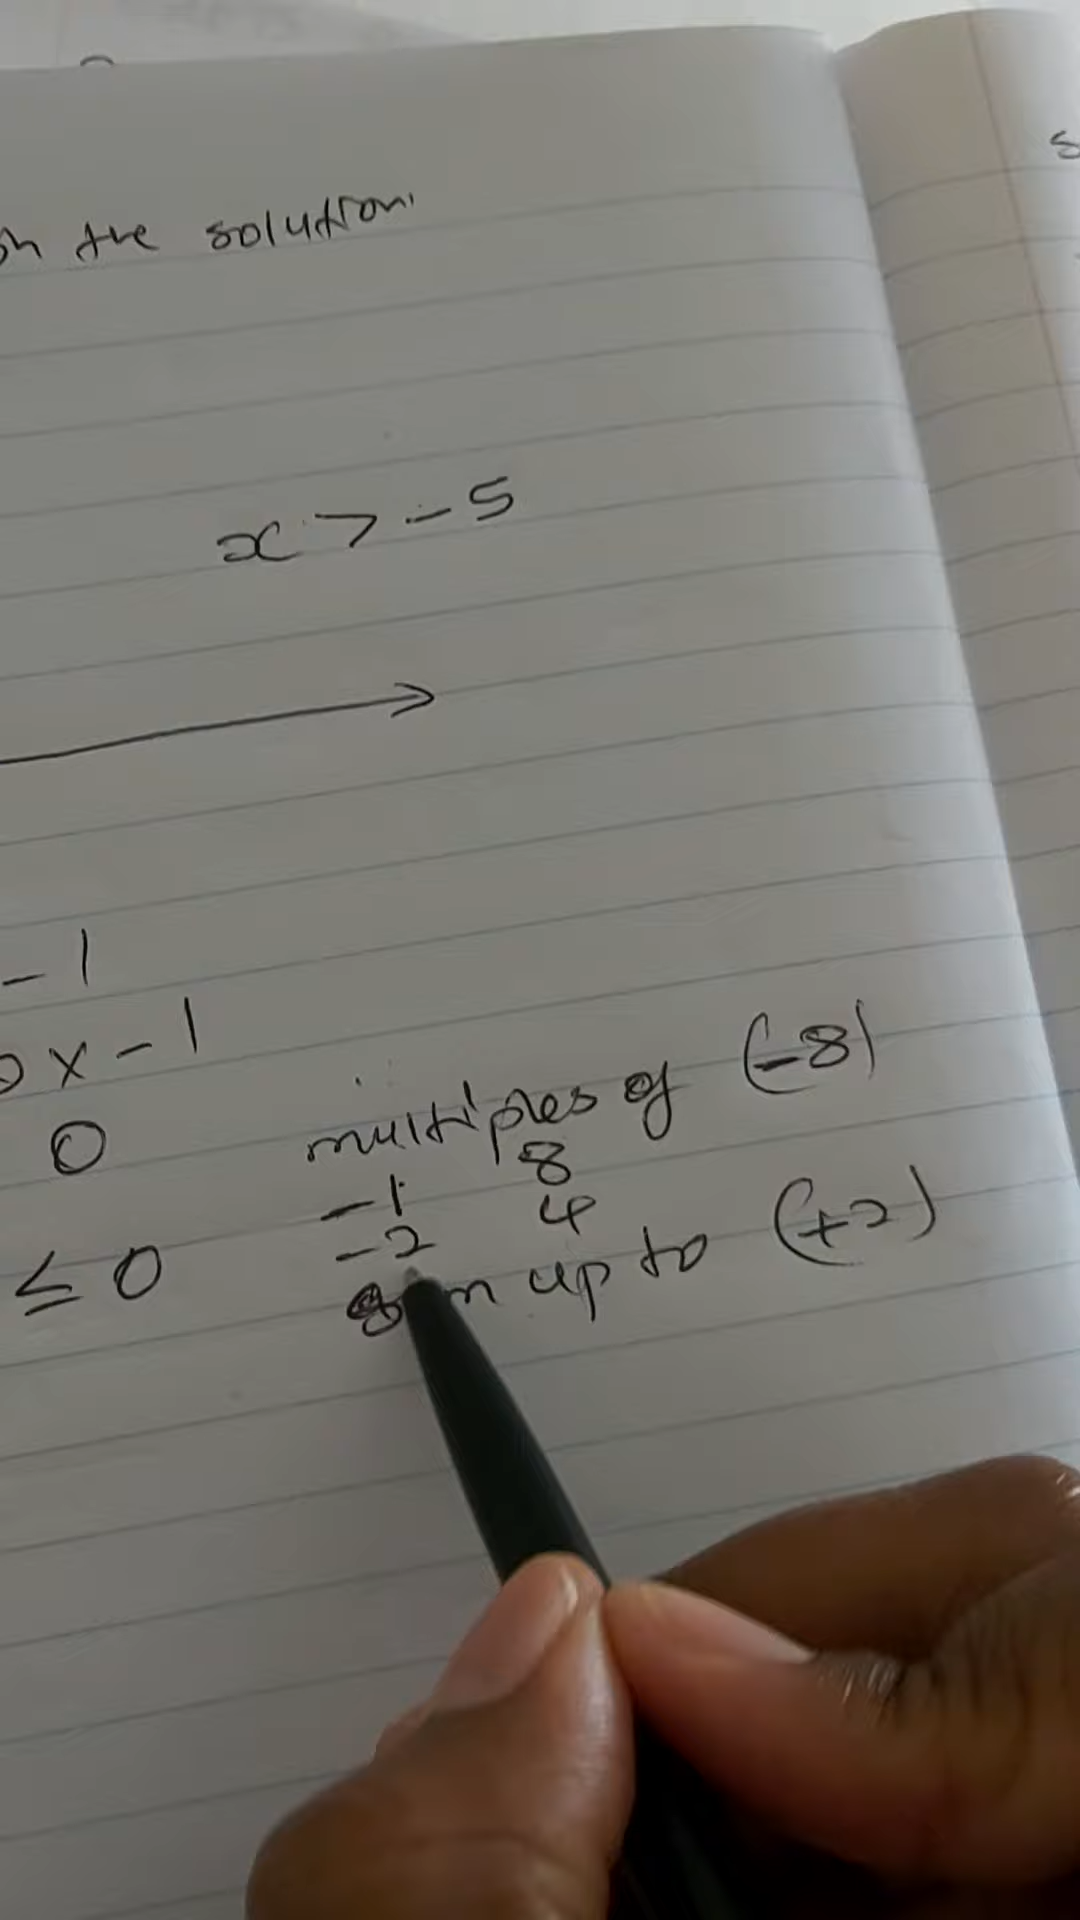 the solution.
x > -5
- 1
x - 1
0
multiples of (-8)
-1 8
-2 4
≤ 0
up to (+2)